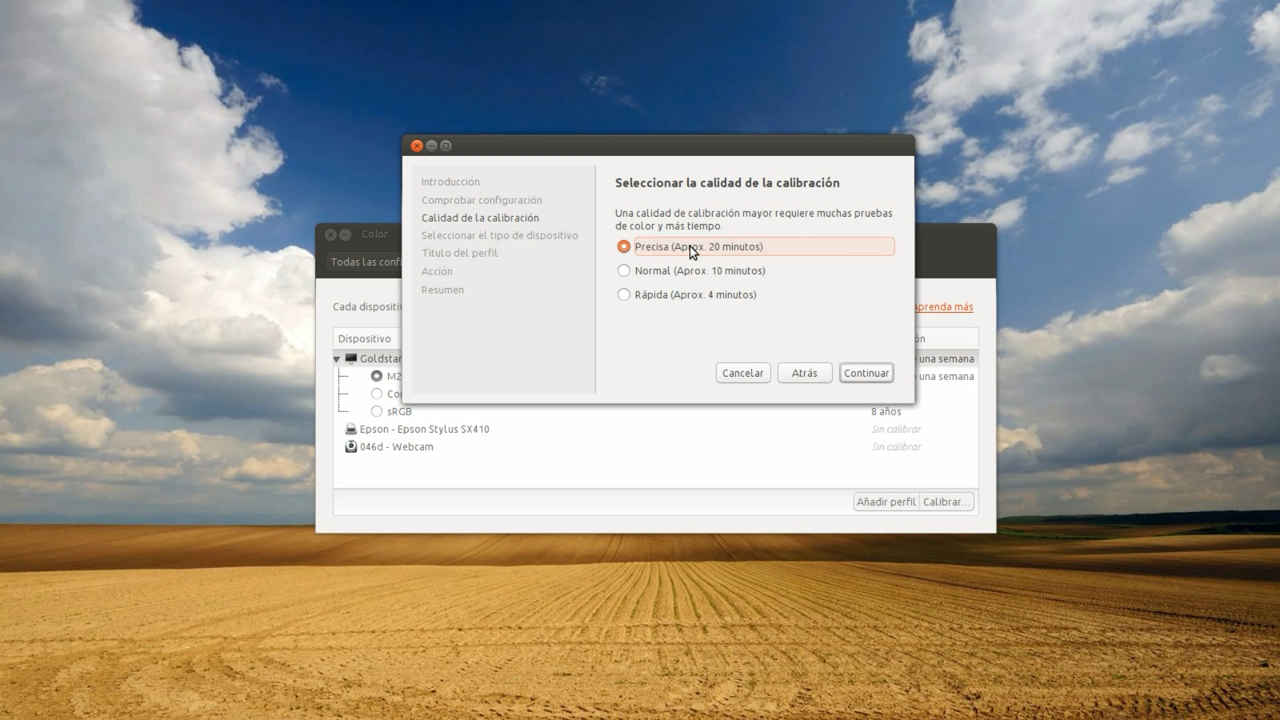 Introducción
Comprobar configuración
Calidad de la calibración
Seleccionar el tipo de dispositivo
Título del perfil
Acción
Resumen
Seleccionar la calidad de la calibración
Una calidad de calibración mayor requiere muchas pruebas
de color y más tiempo.
Precisa (Aprox. 20 minutos)
Normal (Aprox. 10 minutos)
Rápida (Aprox. 4 minutos)
Cancelar
Atrás
Continuar
Color
Todas las confi
Cada dispositiv
Aprenda más
Dispositivo
ón
Goldstar
e una semana
M2
e una semana
Co
sRGB
8 años
Epson - Epson Stylus SX410
Sin calibrar
046d - Webcam
Sin calibrar
Añadir perfil
Calibrar...